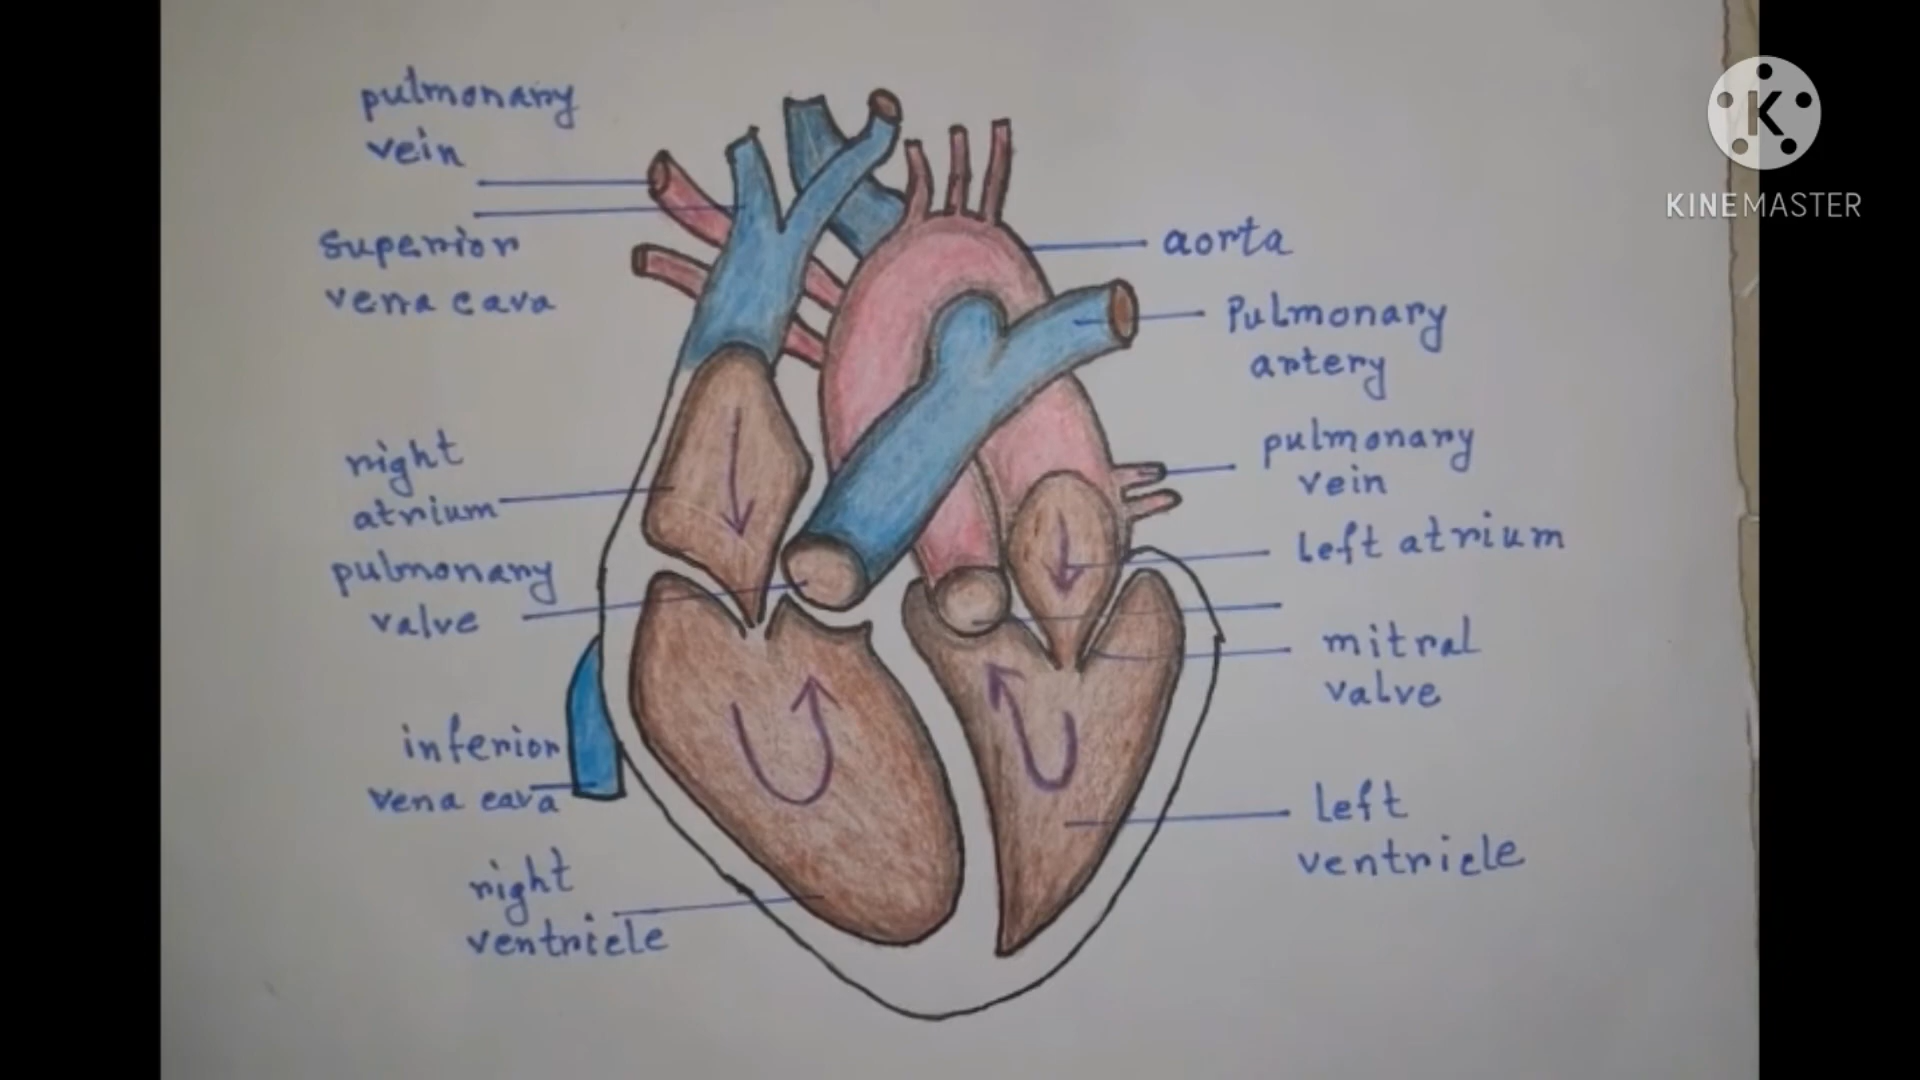 pulmonary
vein
superior
vena cava
right
atrium
pulmonary
valve
inferior
vena cava
right
ventricle
aorta
Pulmonary
artery
pulmonary
vein
left atrium
mitral
valve
left
ventricle
K
KINEMASTER